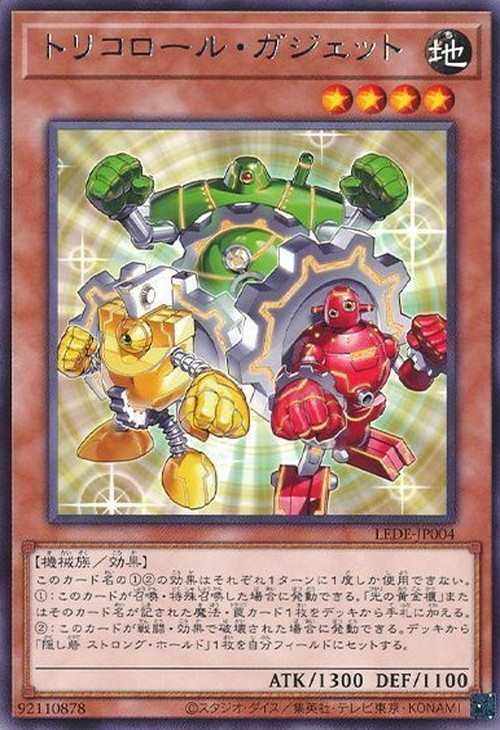 トリコロール・ガジェット
地
LEDE-JP004
【機械族／効果】
このカード名の①②の効果はそれぞれ１ターンに１度しか使用できない。
①：このカードが召喚・特殊召喚した場合に発動できる。「光の黄金櫃」また
はそのカード名が記された魔法・罠カード１枚をデッキから手札に加える。
②：このカードが戦闘・効果で破壊された場合に発動できる。デッキから
「隠し砦 ストロング・ホールド」１枚を自分フィールドにセットする。
ATK/1300 DEF/1100
92110878 ©スタジオ・ダイス／集英社・テレビ東京・KONAMI